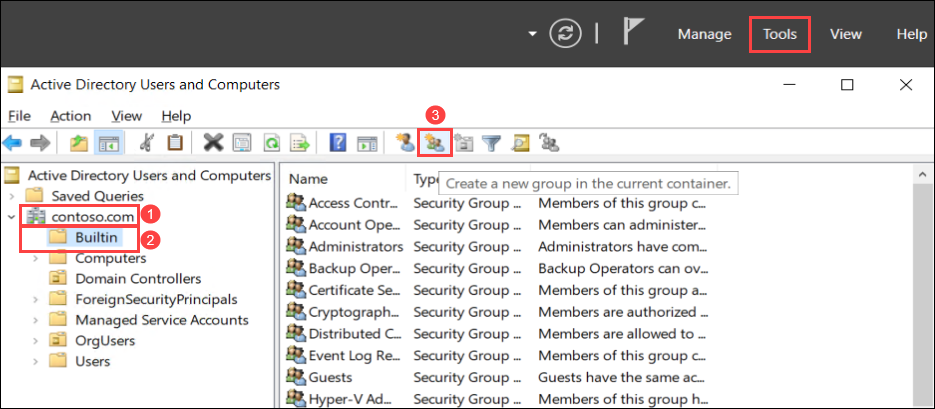 Manage Tools View Help
Active Directory Users and Computers
File Action View Help
3
Active Directory Users and Computers
Saved Queries
contoso.com 1
Builtin 2
Computers
Domain Controllers
ForeignSecurityPrincipals
Managed Service Accounts
OrgUsers
Users
Name Type
Create a new group in the current container.
Access Contr... Security Group ... Members of this group c...
Account Ope... Security Group ... Members can administer...
Administrators Security Group ... Administrators have com...
Backup Oper... Security Group ... Backup Operators can ov...
Certificate Se... Security Group ... Members of this group a...
Cryptograph... Security Group ... Members are authorized ...
Distributed C... Security Group ... Members are allowed to ...
Event Log Re... Security Group ... Members of this group c...
Guests Security Group ... Guests have the same ac...
Hyper-V Ad... Security Group ... Members of this group h...